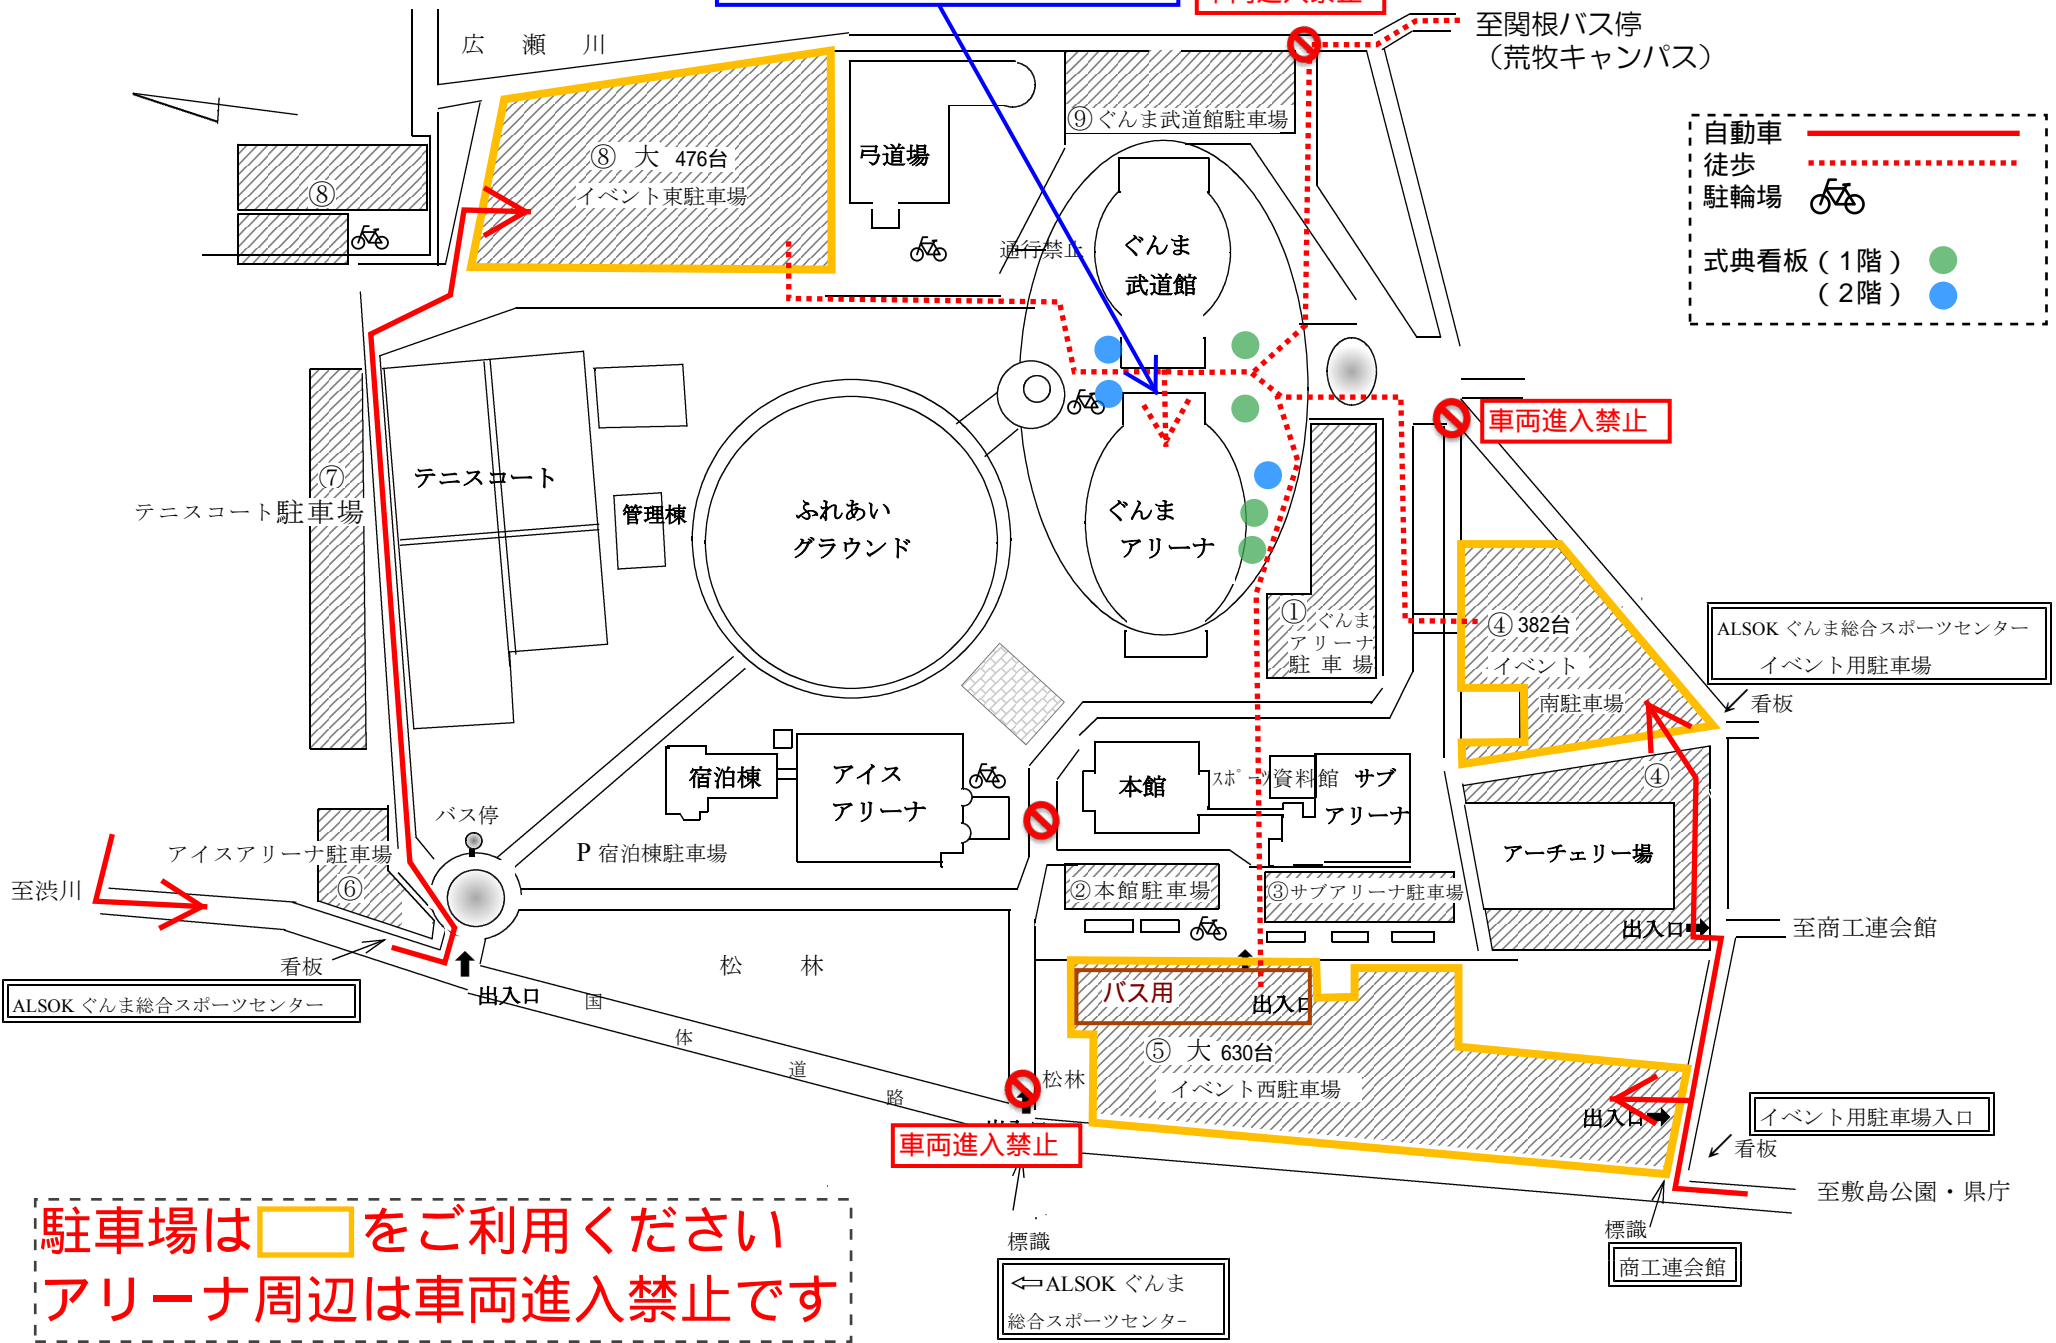 広瀬川
至関根バス停
（荒牧キャンパス）
自動車
徒歩
駐輪場
式典看板（1階）
（2階）
⑧
⑧ 大 476台
イベント東駐車場
弓道場
⑨ぐんま武道館駐車場
通行禁止
ぐんま
武道館
車両進入禁止
⑦
テニスコート駐車場
テニスコート
管理棟
ふれあい
グラウンド
ぐんま
アリーナ
①ぐんま
アリーナ
駐車場
④382台
イベント
南駐車場
ALSOK ぐんま総合スポーツセンター
イベント用駐車場
看板
宿泊棟
アイス
アリーナ
本館
スポーツ資料館
サブ
アリーナ
④
アーチェリー場
バス停
アイスアリーナ駐車場
⑥
P 宿泊棟駐車場
至渋川
②本館駐車場
③サブアリーナ駐車場
出入口
至商工連会館
看板
ALSOK ぐんま総合スポーツセンター
出入口
松林
国体道路
バス用
出入口
⑤ 大 630台
イベント西駐車場
松林
出入口
車両進入禁止
イベント用駐車場入口
看板
至敷島公園・県庁
標識
商工連会館
標識
⇦ALSOK ぐんま
総合スポーツセンター
駐車場は をご利用ください
アリーナ周辺は車両進入禁止です